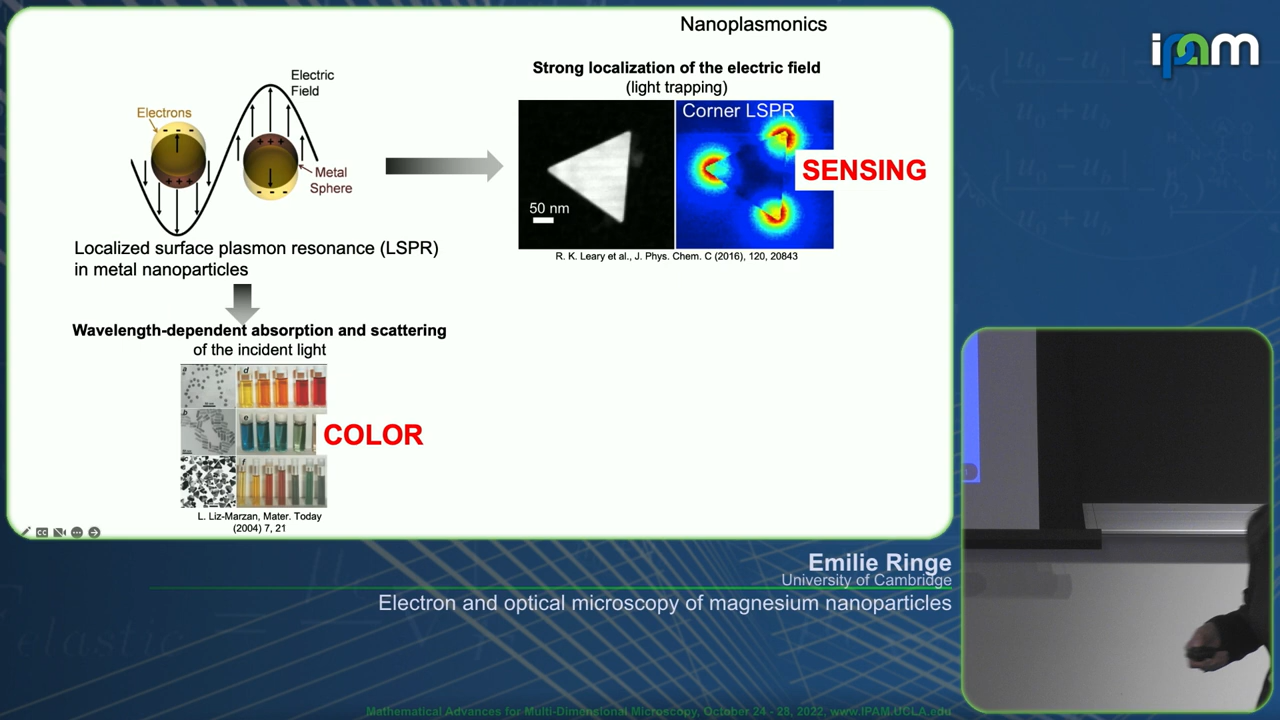 Nanoplasmonics
ipam
Electric
Field
Electrons
- - -
+ + +
+ + +
- - -
Metal
Sphere
Localized surface plasmon resonance (LSPR)
in metal nanoparticles
Strong localization of the electric field
(light trapping)
Corner LSPR
50 nm
SENSING
R. K. Leary et al., J. Phys. Chem. C (2016), 120, 20843
Wavelength-dependent absorption and scattering
of the incident light
a
d
b
e
f
COLOR
L. Liz-Marzan, Mater. Today
(2004) 7, 21
Emilie Ringe
University of Cambridge
Electron and optical microscopy of magnesium nanoparticles
Mathematical Advances for Multi-Dimensional Microscopy, October 24 - 28, 2022, www.IPAM.UCLA.edu